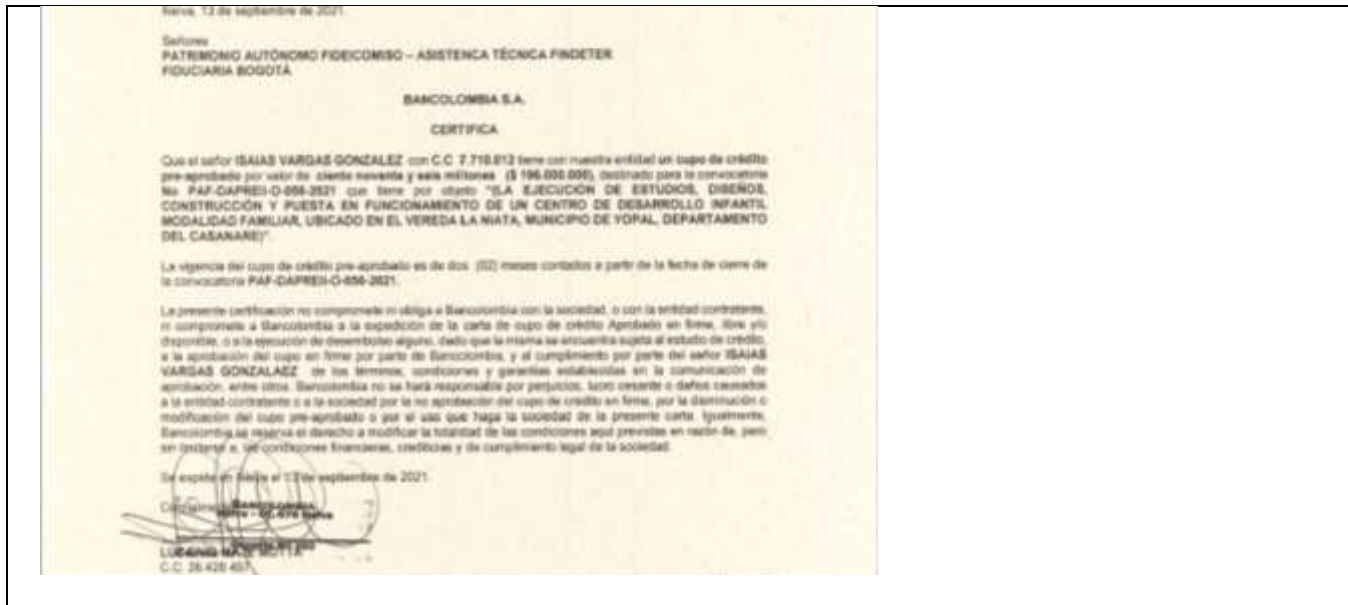 Neiva, 13 de septiembre de 2021.
Señores
PATRIMONIO AUTÓNOMO FIDEICOMISO – ASISTENCA TÉCNICA FINDETER
FIDUCIARIA BOGOTÁ
BANCOLOMBIA S.A.
CERTIFICA
Que el señor ISAIAS VARGAS GONZALEZ con C.C 7.710.013 tiene con nuestra entidad un cupo de crédito
pre-aprobado por valor de ciento noventa y seis millones ($ 196.000.000), destinado para la convocatoria
No PAF-DAPREII-O-056-2021 que tiene por objeto "(LA EJECUCIÓN DE ESTUDIOS, DISEÑOS,
CONSTRUCCIÓN Y PUESTA EN FUNCIONAMIENTO DE UN CENTRO DE DESARROLLO INFANTIL
MODALIDAD FAMILIAR, UBICADO EN EL VEREDA LA NIATA, MUNICIPIO DE YOPAL, DEPARTAMENTO
DEL CASANARE)".
La vigencia del cupo de crédito pre-aprobado es de dos (02) meses contados a partir de la fecha de cierre de
la convocatoria PAF-DAPREII-O-056-2021.
La presente certificación no compromete ni obliga a Bancolombia con la sociedad, o con la entidad contratante,
ni compromete a Bancolombia a la expedición de la carta de cupo de crédito Aprobado en firme, libre y/o
disponible, o a la ejecución de desembolso alguno, dado que la misma se encuentra sujeta al estudio de crédito,
a la aprobación del cupo en firme por parte de Bancolombia, y al cumplimiento por parte del señor ISAIAS
VARGAS GONZALAEZ de los términos, condiciones y garantías establecidas en la comunicación de
aprobación, entre otros. Bancolombia no se hará responsable por perjuicios, lucro cesante o daños causados
a la entidad contratante o a la sociedad por la no aprobación del cupo de crédito en firme, por la disminución o
modificación del cupo pre-aprobado o por el uso que haga la sociedad de la presente carta. Igualmente,
Bancolombia se reserva el derecho a modificar la totalidad de las condiciones aquí previstas en razón de, pero
sin limitarse a, las condiciones financieras, crediticias y de cumplimiento legal de la sociedad.
Se expide en Neiva el 13 de septiembre de 2021.
BANCOLOMBIA
MOTTA
C.C. 26.428.457